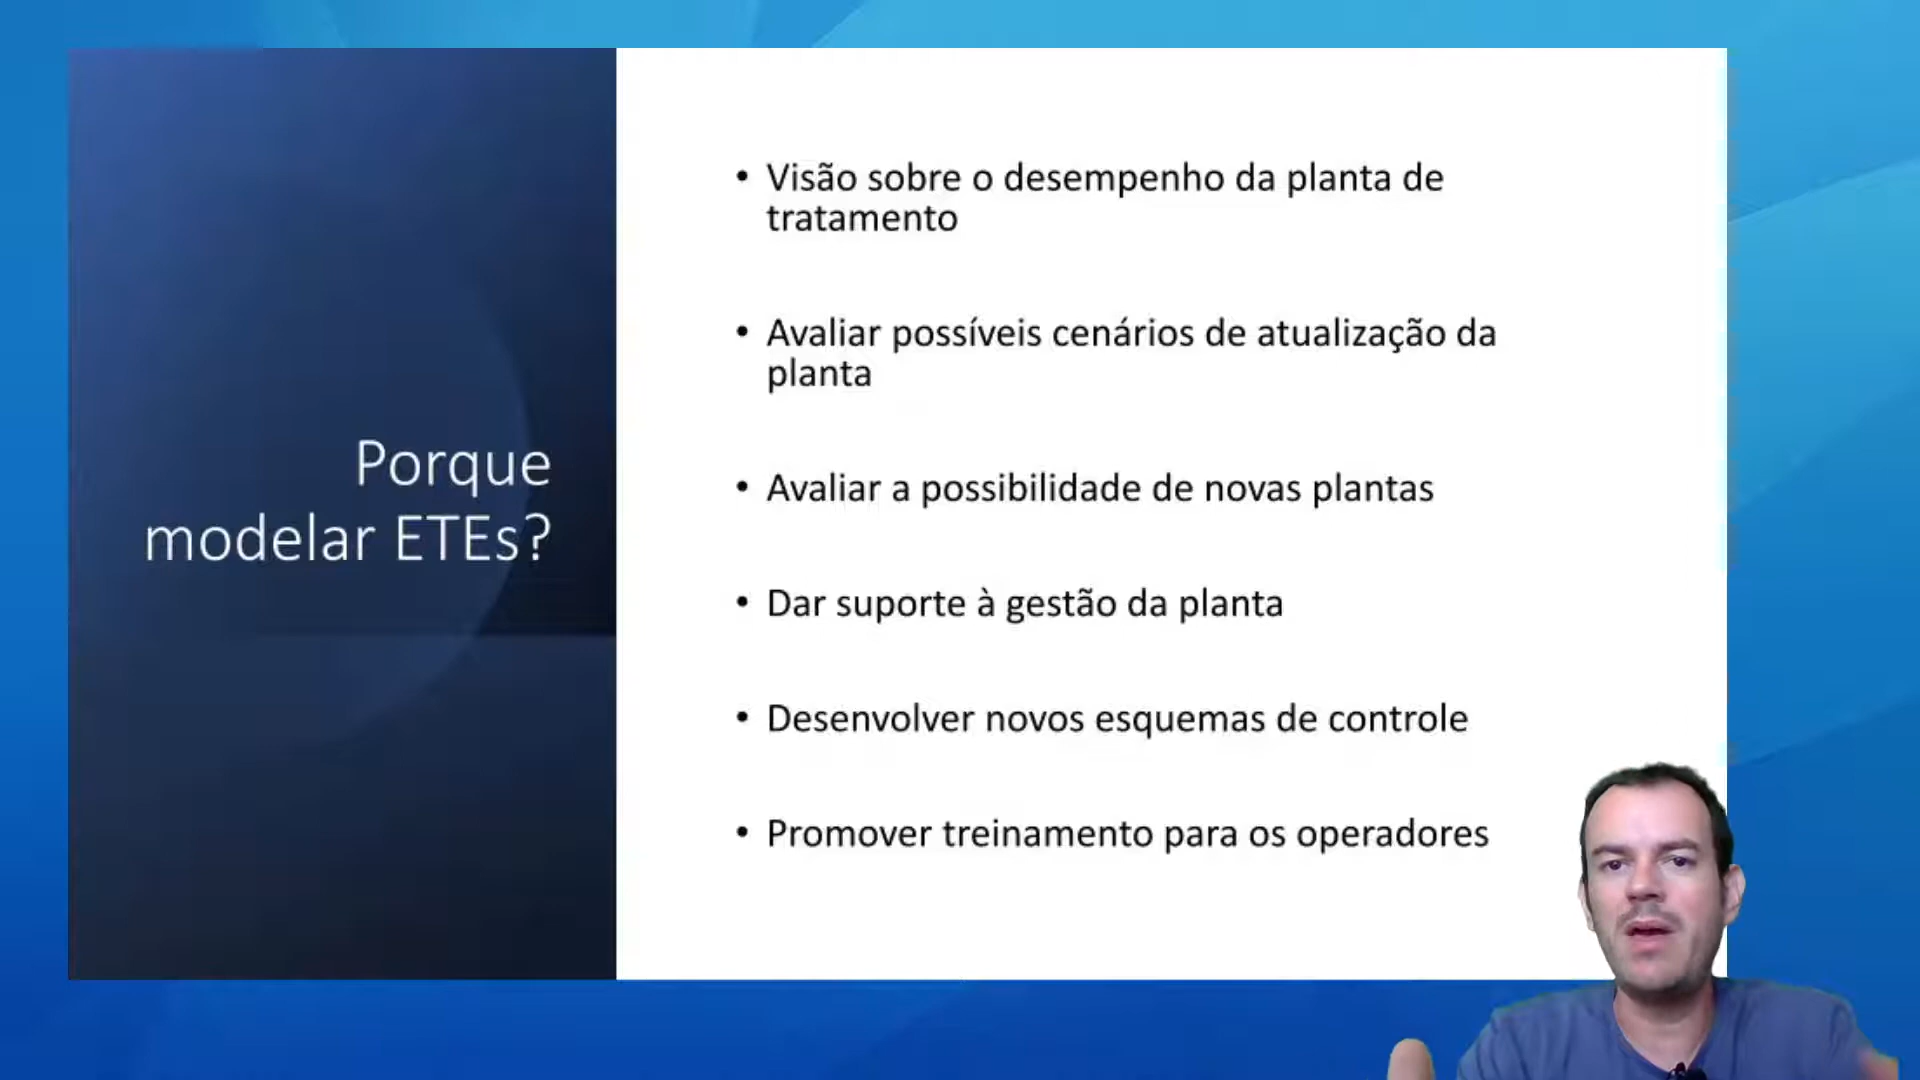 Porque
modelar ETEs?
• Visão sobre o desempenho da planta de
tratamento
• Avaliar possíveis cenários de atualização da
planta
• Avaliar a possibilidade de novas plantas
• Dar suporte à gestão da planta
• Desenvolver novos esquemas de controle
• Promover treinamento para os operadores